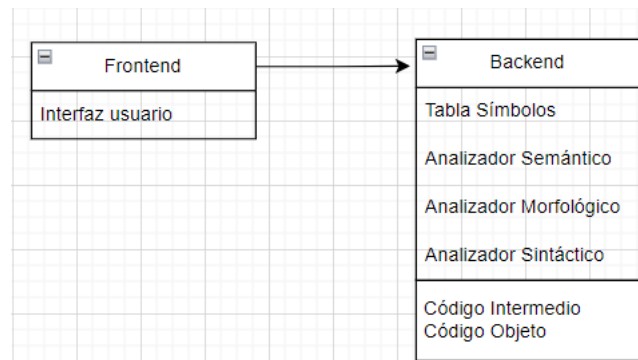 Frontend
Interfaz usuario
Backend
Tabla Símbolos
Analizador Semántico
Analizador Morfológico
Analizador Sintáctico
Código Intermedio
Código Objeto